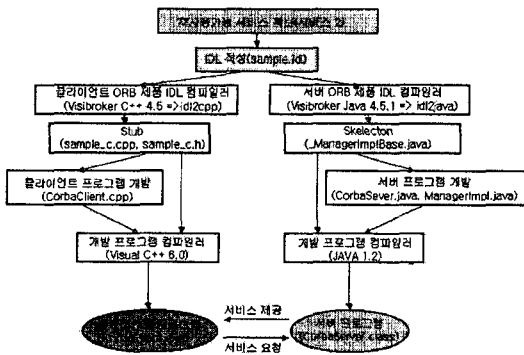 IDL 작성(sample.idl)
클라이언트 ORB 제품 IDL 컴파일러
(Visibroker C++ 4.5 =>idl2cpp)
서버 ORB 제품 IDL 컴파일러
(Visibroker Java 4.5.1 => idl2java)
Stub
(sample_c.cpp, sample_c.h)
Skelecton
(_ManagerImplBase.java)
클라이언트 프로그램 개발
(CorbaClient.cpp)
서버 프로그램 개발
(CorbaSever.java, ManagerImpl.java)
개발 프로그램 컴파일러
(Visual C++ 6.0)
개발 프로그램 컴파일러
(JAVA 1.2)
서비스 제공
서버 프로그램
(CorbaServer.class)
서비스 요청